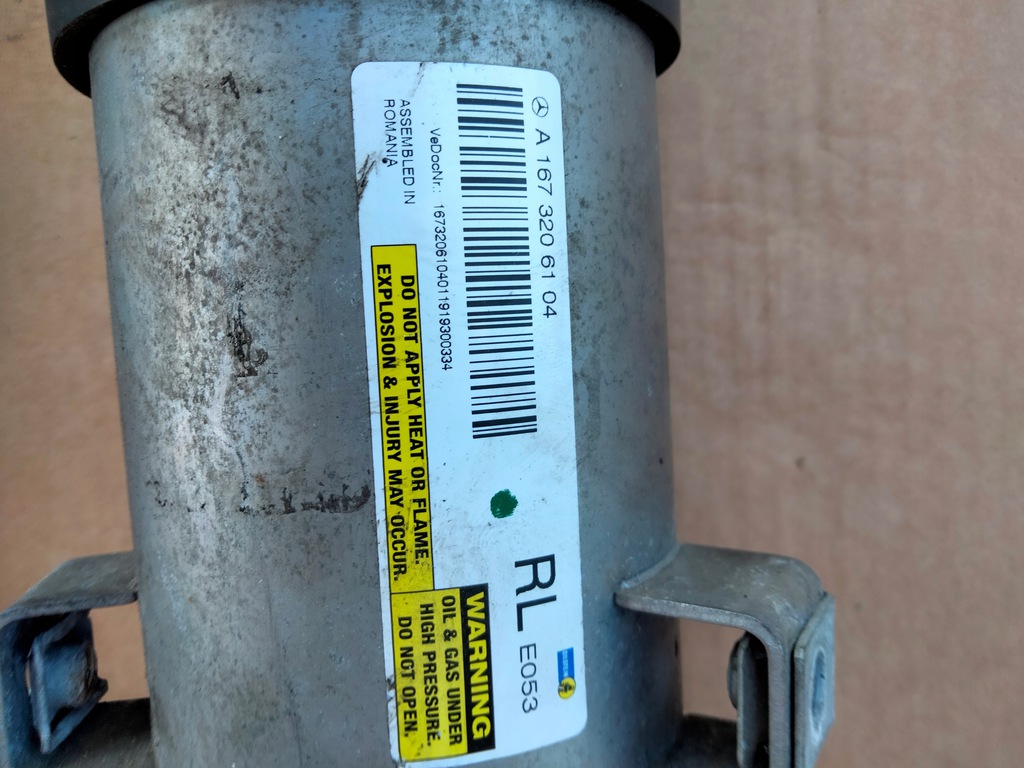 A 167 320 61 04
VeDocNr.: 1673206104011919300334
ASSEMBLED IN
ROMANIA
RL E053
DO NOT APPLY HEAT OR FLAME.
EXPLOSION & INJURY MAY OCCUR.
WARNING
OIL & GAS UNDER
HIGH PRESSURE.
DO NOT OPEN.